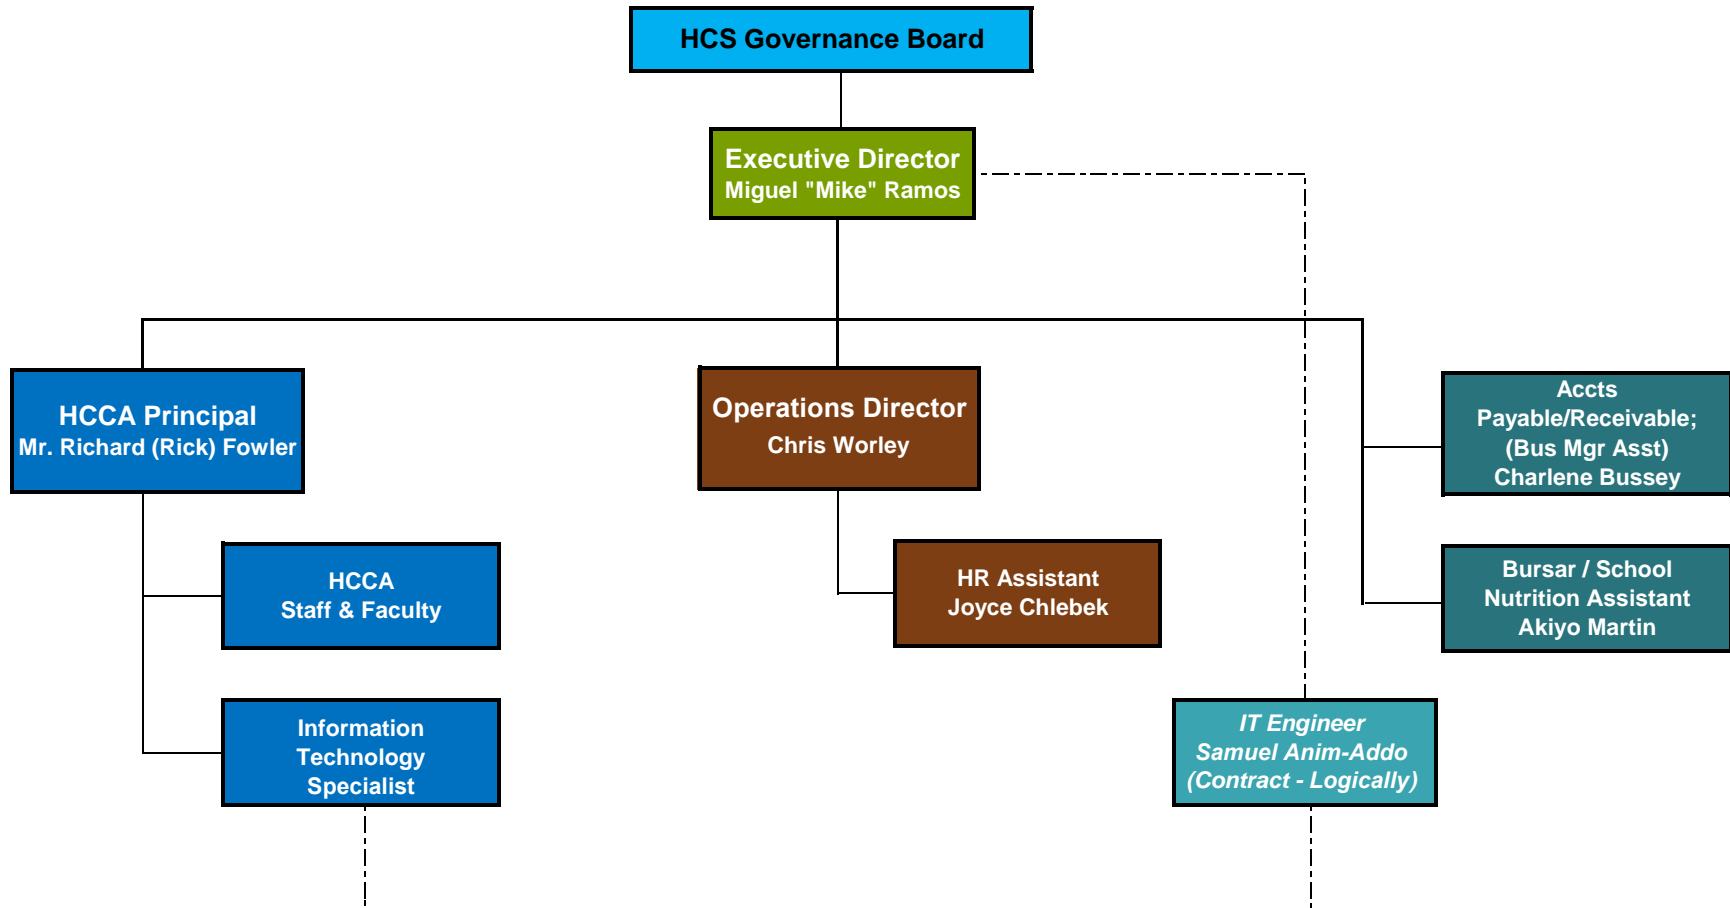 HCS Governance Board
Executive Director
Miguel "Mike" Ramos
HCCA Principal
Mr. Richard (Rick) Fowler
Operations Director
Chris Worley
Accts
Payable/Receivable;
(Bus Mgr Asst)
Charlene Bussey
HCCA
Staff & Faculty
HR Assistant
Joyce Chlebek
Bursar / School
Nutrition Assistant
Akiyo Martin
Information
Technology
Specialist
IT Engineer
Samuel Anim-Addo
(Contract - Logically)